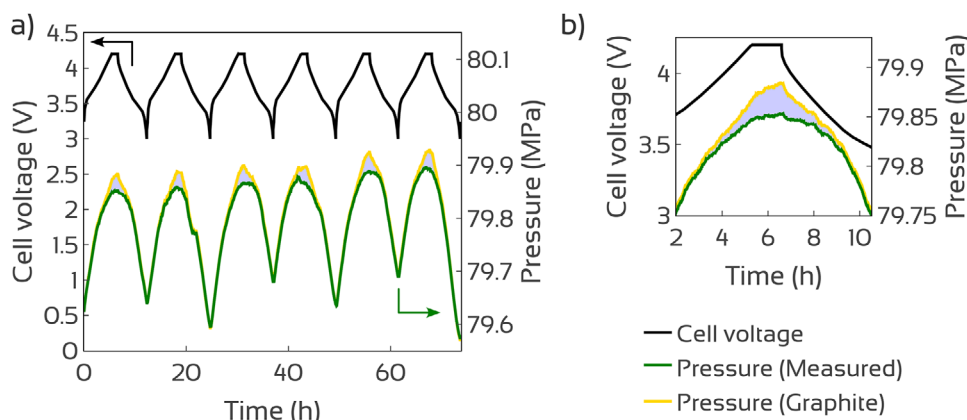 a)
4.5
4
3.5
3
2.5
2
1.5
1
0.5
0
Cell voltage (V)
0
20
40
60
Time (h)
80.1
80
79.9
79.8
79.7
79.6
Pressure (MPa)
b)
4
3.5
3
Cell voltage (V)
2
4
6
8
10
Time (h)
79.9
79.85
79.8
79.75
Pressure (MPa)
Cell voltage
Pressure (Measured)
Pressure (Graphite)